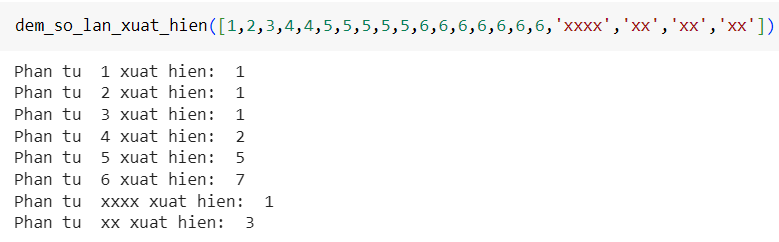 dem_so_lan_xuat_hien([1,2,3,4,4,5,5,5,5,5,6,6,6,6,6,6,6,'xxxx','xx','xx','xx'])
Phan tu  1 xuat hien:  1
Phan tu  2 xuat hien:  1
Phan tu  3 xuat hien:  1
Phan tu  4 xuat hien:  2
Phan tu  5 xuat hien:  5
Phan tu  6 xuat hien:  7
Phan tu  xxxx xuat hien:  1
Phan tu  xx xuat hien:  3